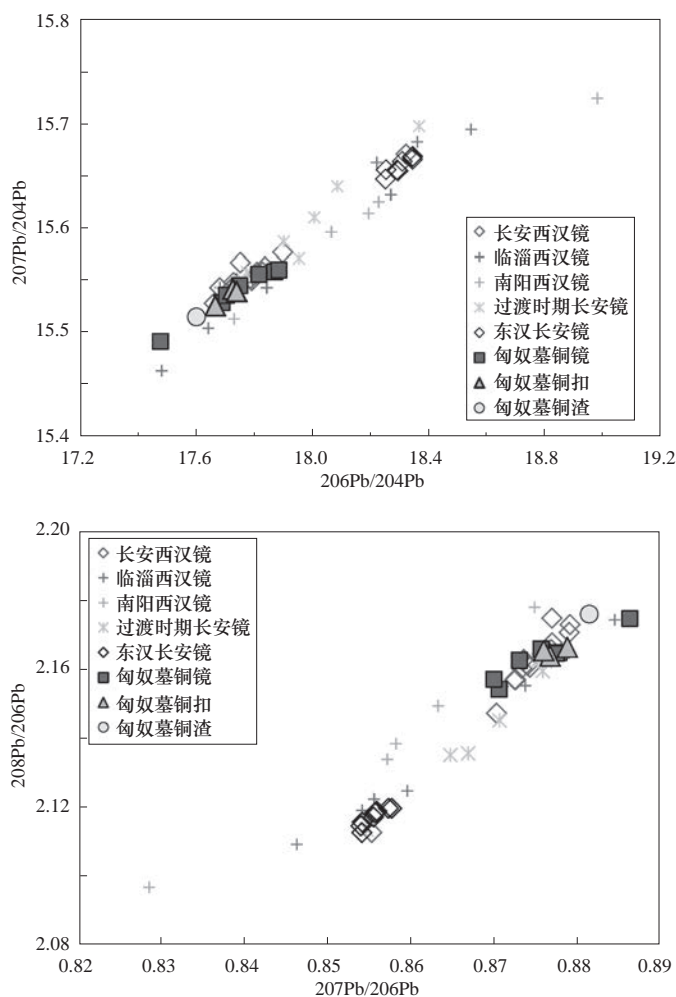 15.8
15.7
15.6
15.5
15.4
207Pb/204Pb
长安西汉镜
临淄西汉镜
南阳西汉镜
过渡时期长安镜
东汉长安镜
匈奴墓铜镜
匈奴墓铜扣
匈奴墓铜渣
17.2 17.6 18.0 18.4 18.8 19.2
206Pb/204Pb
2.20
2.16
2.12
2.08
208Pb/206Pb
长安西汉镜
临淄西汉镜
南阳西汉镜
过渡时期长安镜
东汉长安镜
匈奴墓铜镜
匈奴墓铜扣
匈奴墓铜渣
0.82 0.83 0.84 0.85 0.86 0.87 0.88 0.89
207Pb/206Pb